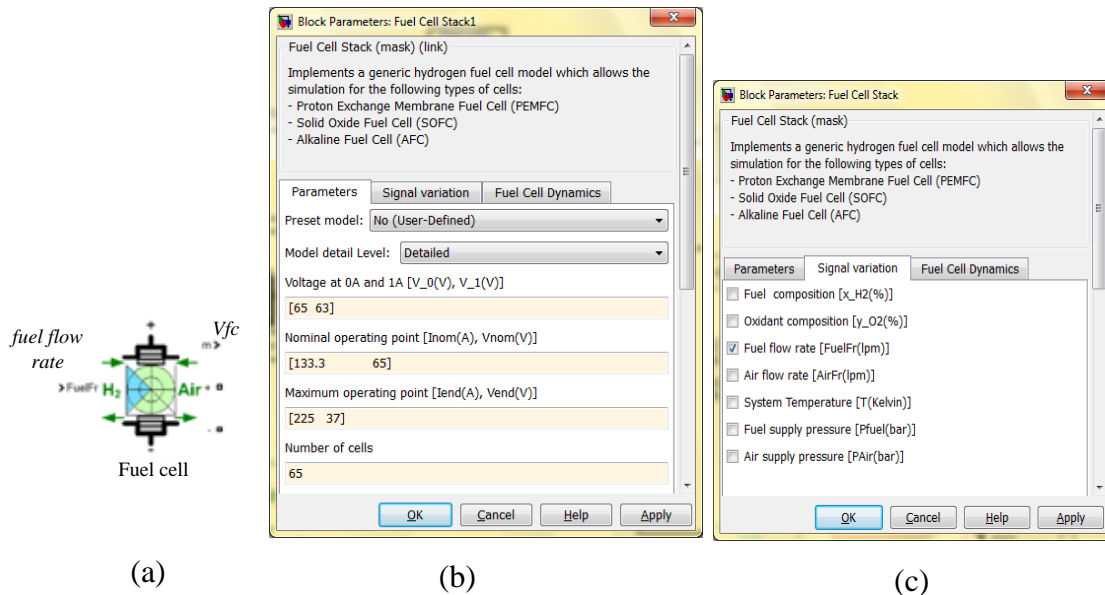 fuel flow
rate
Vfc
m
+
FuelFr
H2
Air
+
-
Fuel cell
(a)
Block Parameters: Fuel Cell Stack1
Fuel Cell Stack (mask) (link)
Implements a generic hydrogen fuel cell model which allows the
simulation for the following types of cells:
- Proton Exchange Membrane Fuel Cell (PEMFC)
- Solid Oxide Fuel Cell (SOFC)
- Alkaline Fuel Cell (AFC)
Parameters Signal variation Fuel Cell Dynamics
Preset model: No (User-Defined)
Model detail Level: Detailed
Voltage at 0A and 1A [V_0(V), V_1(V)]
[65 63]
Nominal operating point [Inom(A), Vnom(V)]
[133.3 65]
Maximum operating point [Iend(A), Vend(V)]
[225 37]
Number of cells
65
OK Cancel Help Apply
(b)
Block Parameters: Fuel Cell Stack
Fuel Cell Stack (mask)
Implements a generic hydrogen fuel cell model which allows the
simulation for the following types of cells:
- Proton Exchange Membrane Fuel Cell (PEMFC)
- Solid Oxide Fuel Cell (SOFC)
- Alkaline Fuel Cell (AFC)
Parameters Signal variation Fuel Cell Dynamics
Fuel composition [x_H2(%)]
Oxidant composition [y_O2(%)]
Fuel flow rate [FuelFr(lpm)]
Air flow rate [AirFr(lpm)]
System Temperature [T(Kelvin)]
Fuel supply pressure [Pfuel(bar)]
Air supply pressure [PAir(bar)]
OK Cancel Help Apply
(c)